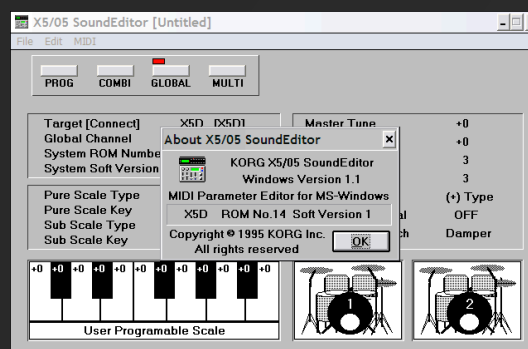 X5/05 SoundEditor [Untitled]
File Edit MIDI
PROG COMBI GLOBAL MULTI
Target [Connect] X5D [X5D]
Global Channel
System ROM Numbe
System Soft Version
Master Tune +0
+0
3
3
Pure Scale Type
Pure Scale Key
Sub Scale Type
Sub Scale Key
(+) Type
al OFF
ch Damper
About X5/05 SoundEditor
KORG X5/05 SoundEditor
Windows Version 1.1
MIDI Parameter Editor for MS-Windows
X5D ROM No.14 Soft Version 1
Copyright © 1995 KORG Inc.
All rights reserved
OK
+0 +0 +0 +0 +0 +0 +0 +0 +0 +0 +0 +0
User Programable Scale
1
2